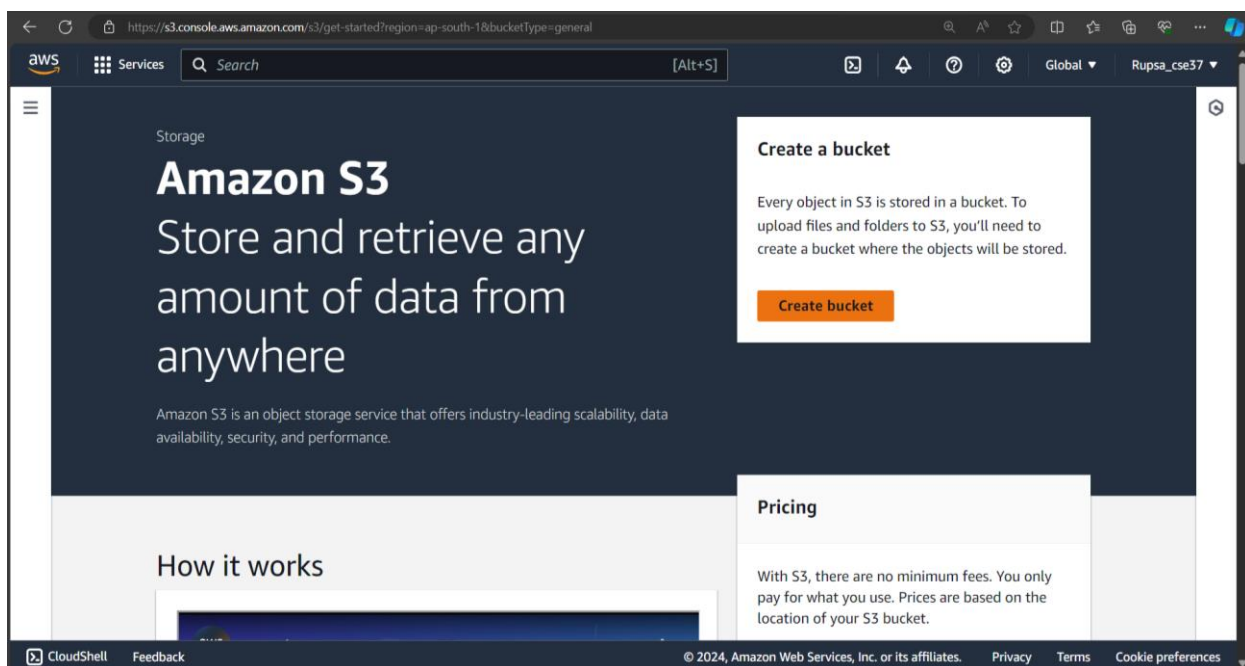 https://s3.console.aws.amazon.com/s3/get-started?region=ap-south-1&bucketType=general
aws
Services
Search
[Alt+S]
Global
Rupsa_cse37
Storage
Amazon S3
Store and retrieve any
amount of data from
anywhere
Amazon S3 is an object storage service that offers industry-leading scalability, data
availability, security, and performance.
Create a bucket
Every object in S3 is stored in a bucket. To
upload files and folders to S3, you'll need to
create a bucket where the objects will be stored.
Create bucket
Pricing
With S3, there are no minimum fees. You only
pay for what you use. Prices are based on the
location of your S3 bucket.
How it works
CloudShell
Feedback
© 2024, Amazon Web Services, Inc. or its affiliates.
Privacy
Terms
Cookie preferences